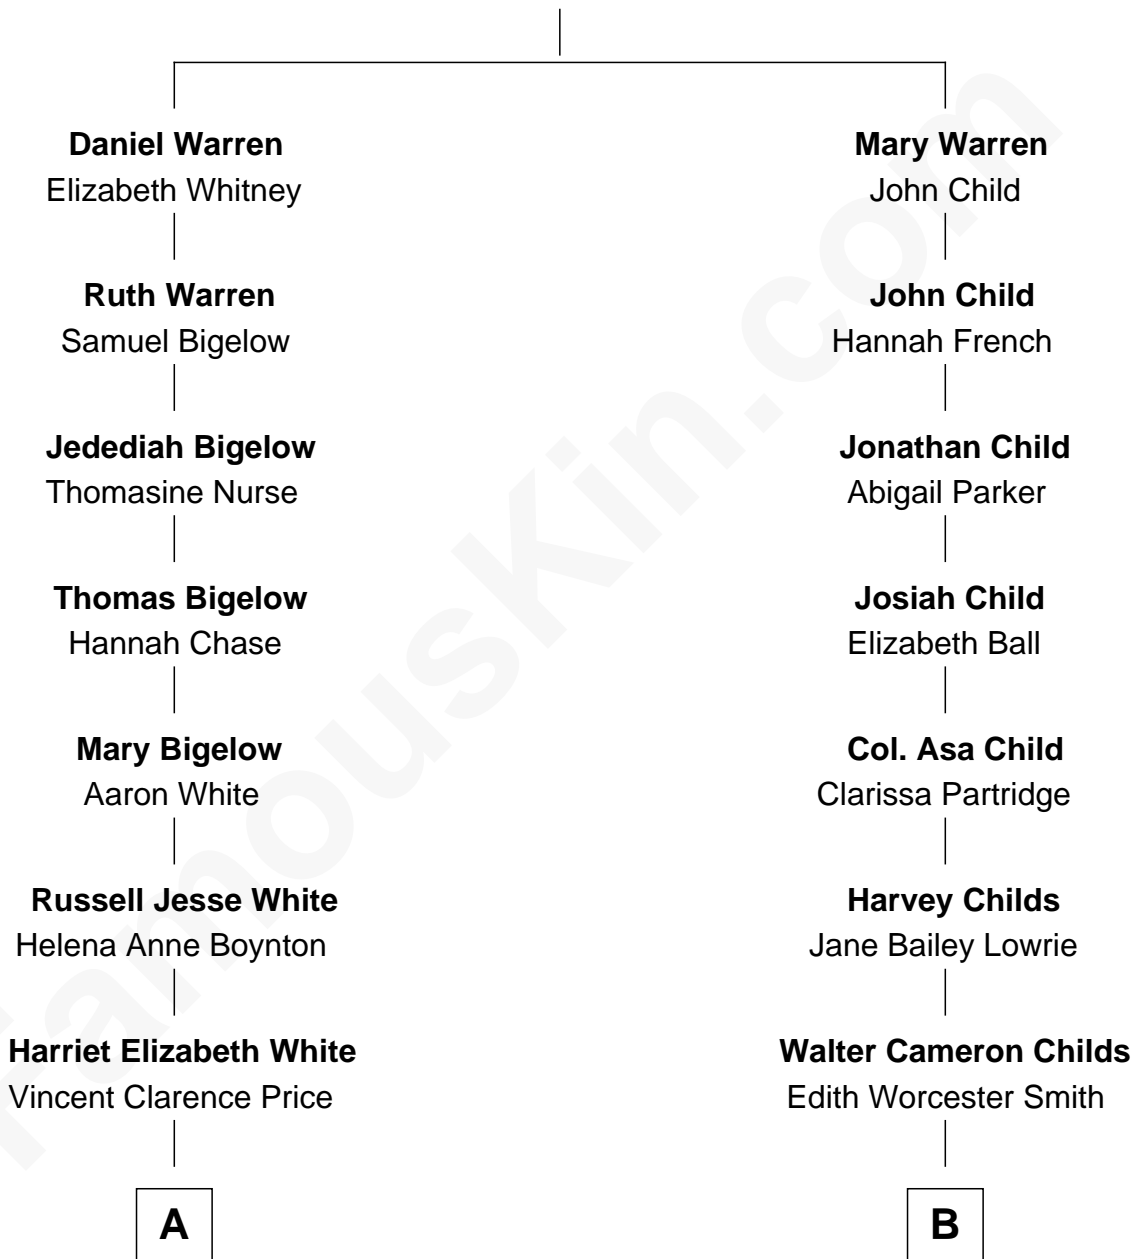 Daniel Warren
Elizabeth Whitney
Ruth Warren
Samuel Bigelow
Jedediah Bigelow
Thomasine Nurse
Thomas Bigelow
Hannah Chase
Mary Bigelow
Aaron White
Russell Jesse White
Helena Anne Boynton
Harriet Elizabeth White
Vincent Clarence Price
A
Mary Warren
John Child
John Child
Hannah French
Jonathan Child
Abigail Parker
Josiah Child
Elizabeth Ball
Col. Asa Child
Clarissa Partridge
Harvey Childs
Jane Bailey Lowrie
Walter Cameron Childs
Edith Worcester Smith
B
FamousKin.com